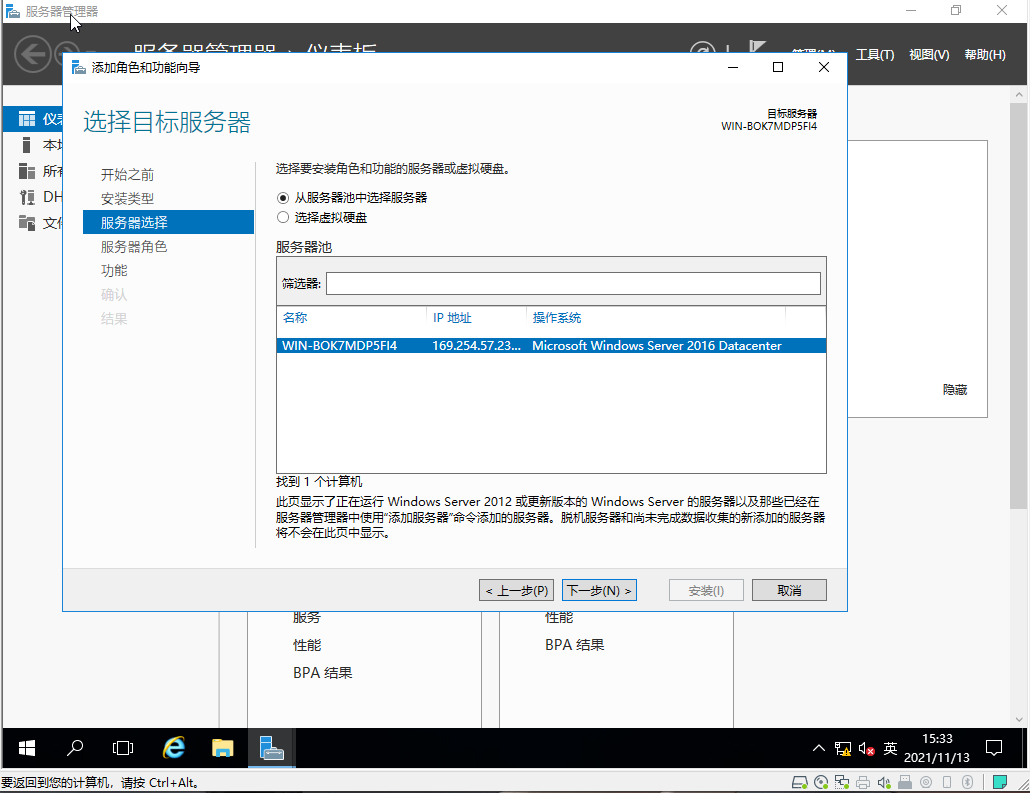 服务器管理器
服务器管理器 · 仪表板
管理(M) 工具(T) 视图(V) 帮助(H)
添加角色和功能向导
选择目标服务器
目标服务器
WIN-BOK7MDP5FI4
开始之前
安装类型
服务器选择
服务器角色
功能
确认
结果
选择要安装角色和功能的服务器或虚拟硬盘。
从服务器池中选择服务器
选择虚拟硬盘
服务器池
筛选器:
名称 IP 地址 操作系统
WIN-BOK7MDP5FI4 169.254.57.23... Microsoft Windows Server 2016 Datacenter
找到 1 个计算机
此页显示了正在运行 Windows Server 2012 或更新版本的 Windows Server 的服务器以及那些已经在
服务器管理器中使用"添加服务器"命令添加的服务器。脱机服务器和尚未完成数据收集的新添加的服务器
将不会在此页中显示。
< 上一步(P) 下一步(N) > 安装(I) 取消
DH
隐藏
服务
性能
BPA 结果
性能
BPA 结果
英
15:33
2021/11/13
要返回到您的计算机，请按 Ctrl+Alt。